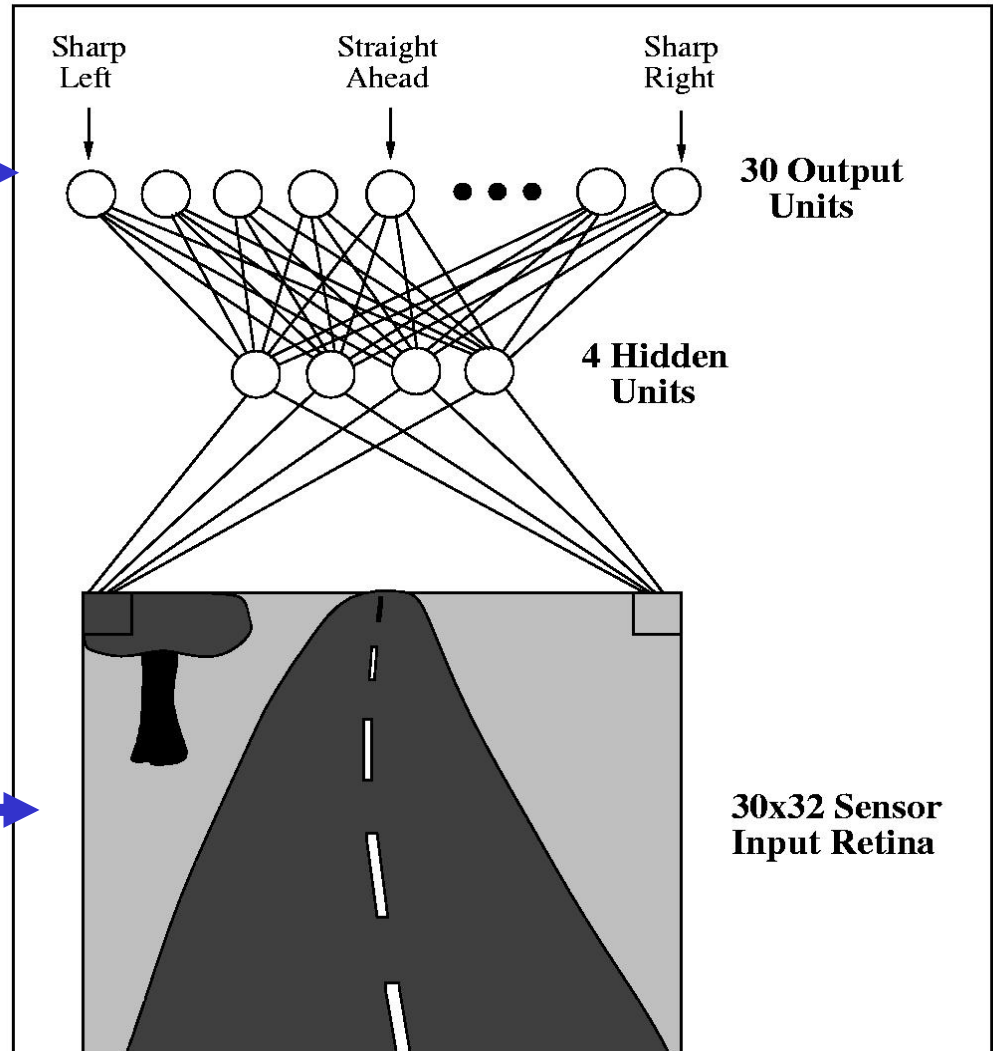 Sharp
Left
Straight
Ahead
Sharp
Right
30 Output
Units
4 Hidden
Units
30x32 Sensor
Input Retina